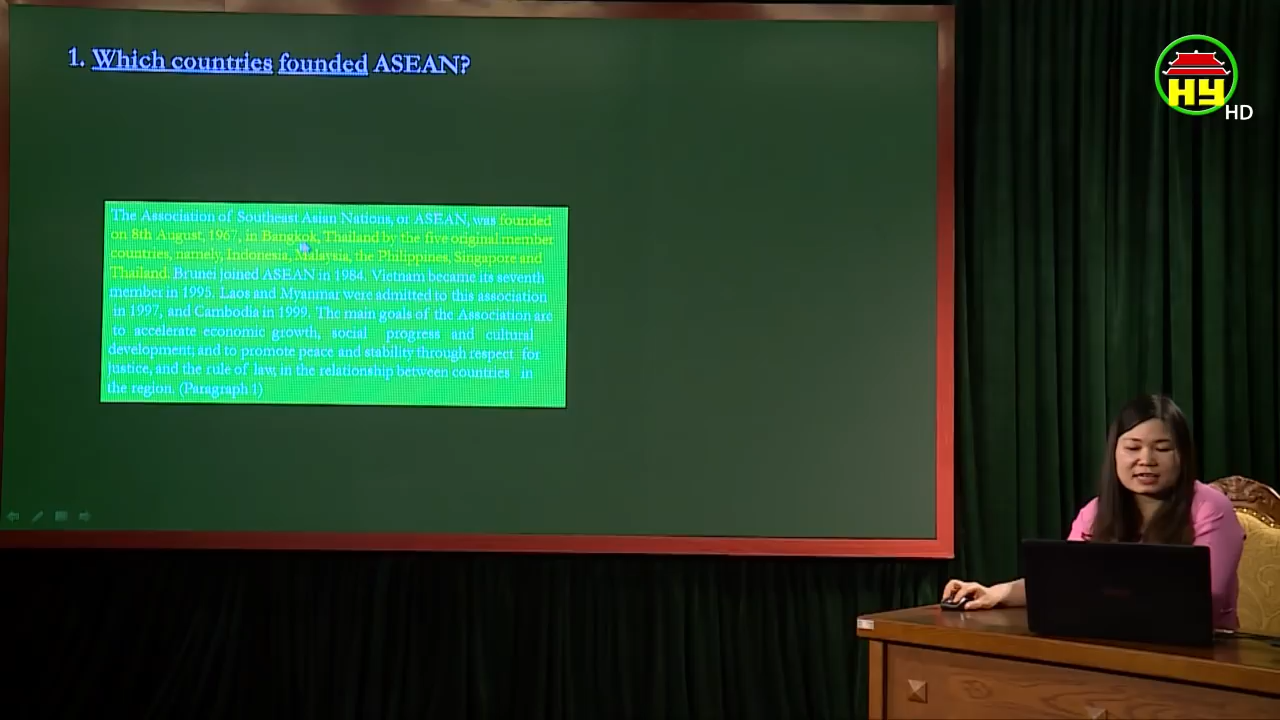 1. Which countries founded ASEAN?
The Association of Southeast Asian Nations, or ASEAN, was founded
on 8th August, 1967, in Bangkok, Thailand by the five original member
countries, namely, Indonesia, Malaysia, the Philippines, Singapore and
Thailand. Brunei joined ASEAN in 1984. Vietnam became its seventh
member in 1995. Laos and Myanmar were admitted to this association
in 1997, and Cambodia in 1999. The main goals of the Association are
to accelerate economic growth, social progress and cultural
development; and to promote peace and stability through respect for
justice, and the rule of law, in the relationship between countries in
the region. (Paragraph 1)
HY
HD